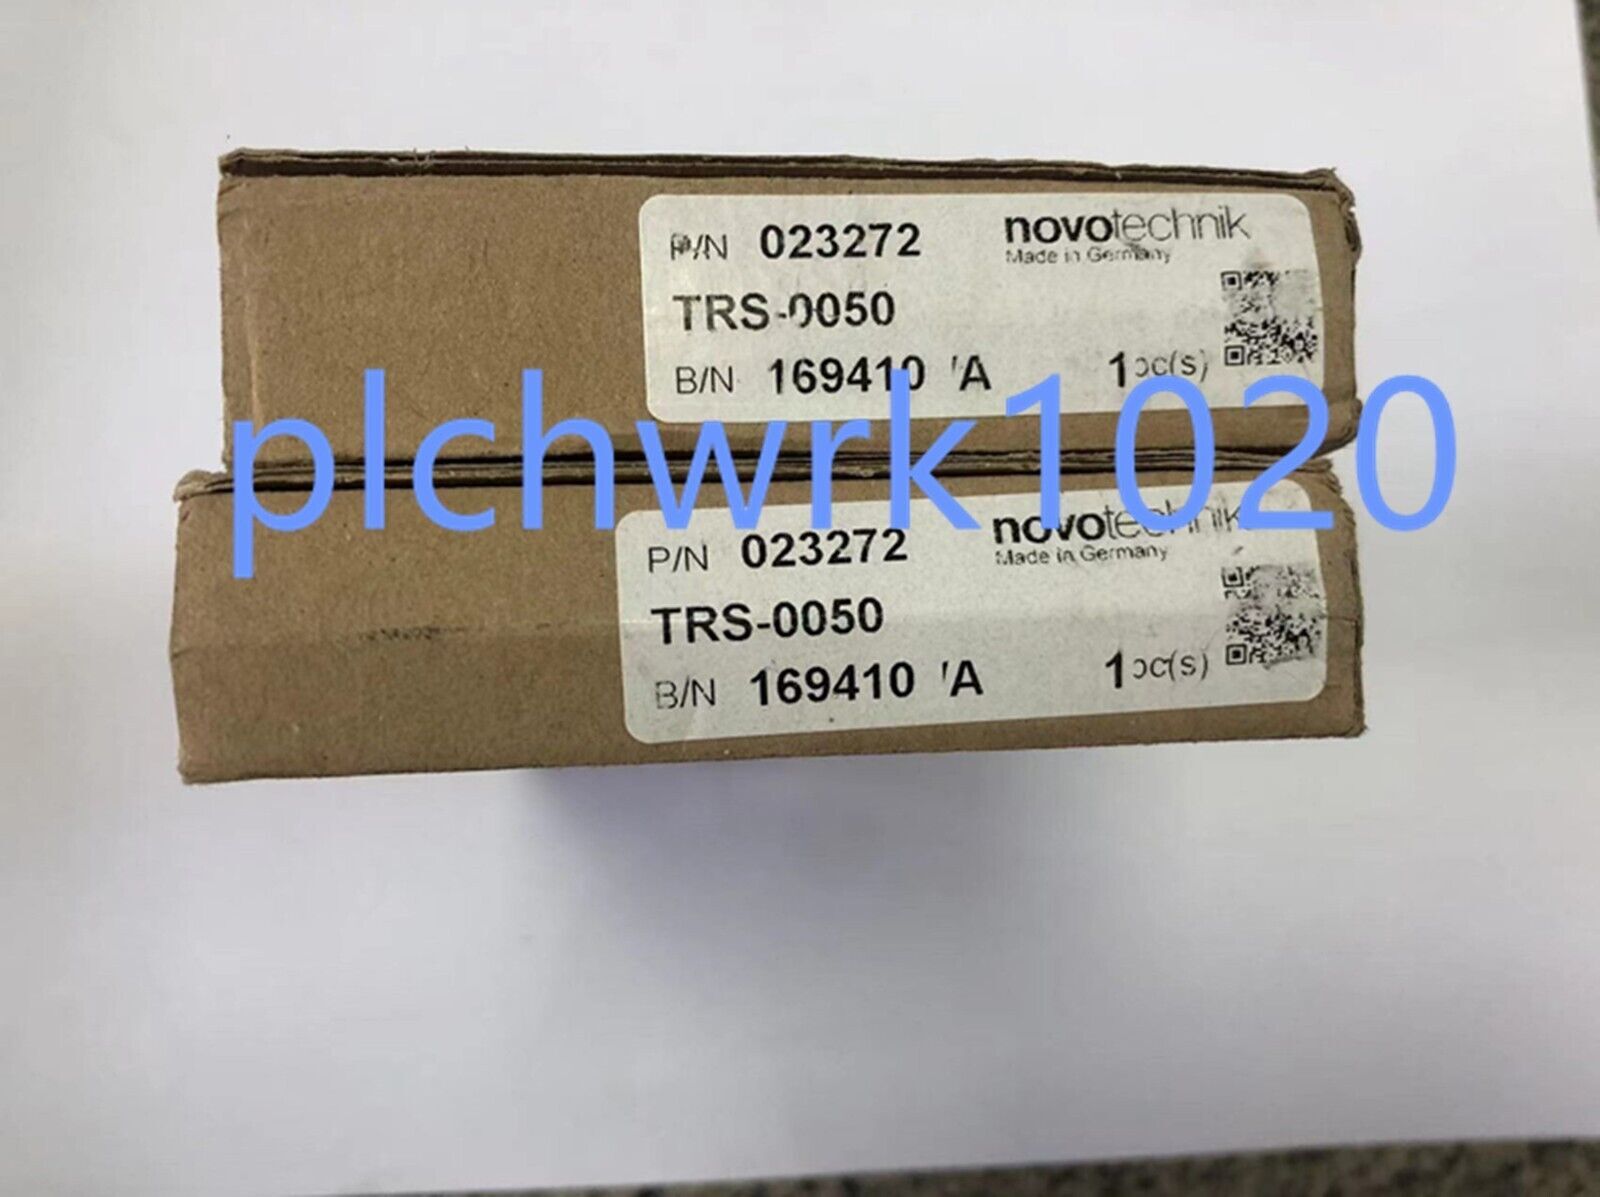 P/N 023272 novotechnik
Made in Germany
TRS-0050
B/N 169410 /A 1pc(s)
plchwrk1020
P/N 023272 novotechnik
Made in Germany
TRS-0050
B/N 169410 /A 1pc(s)